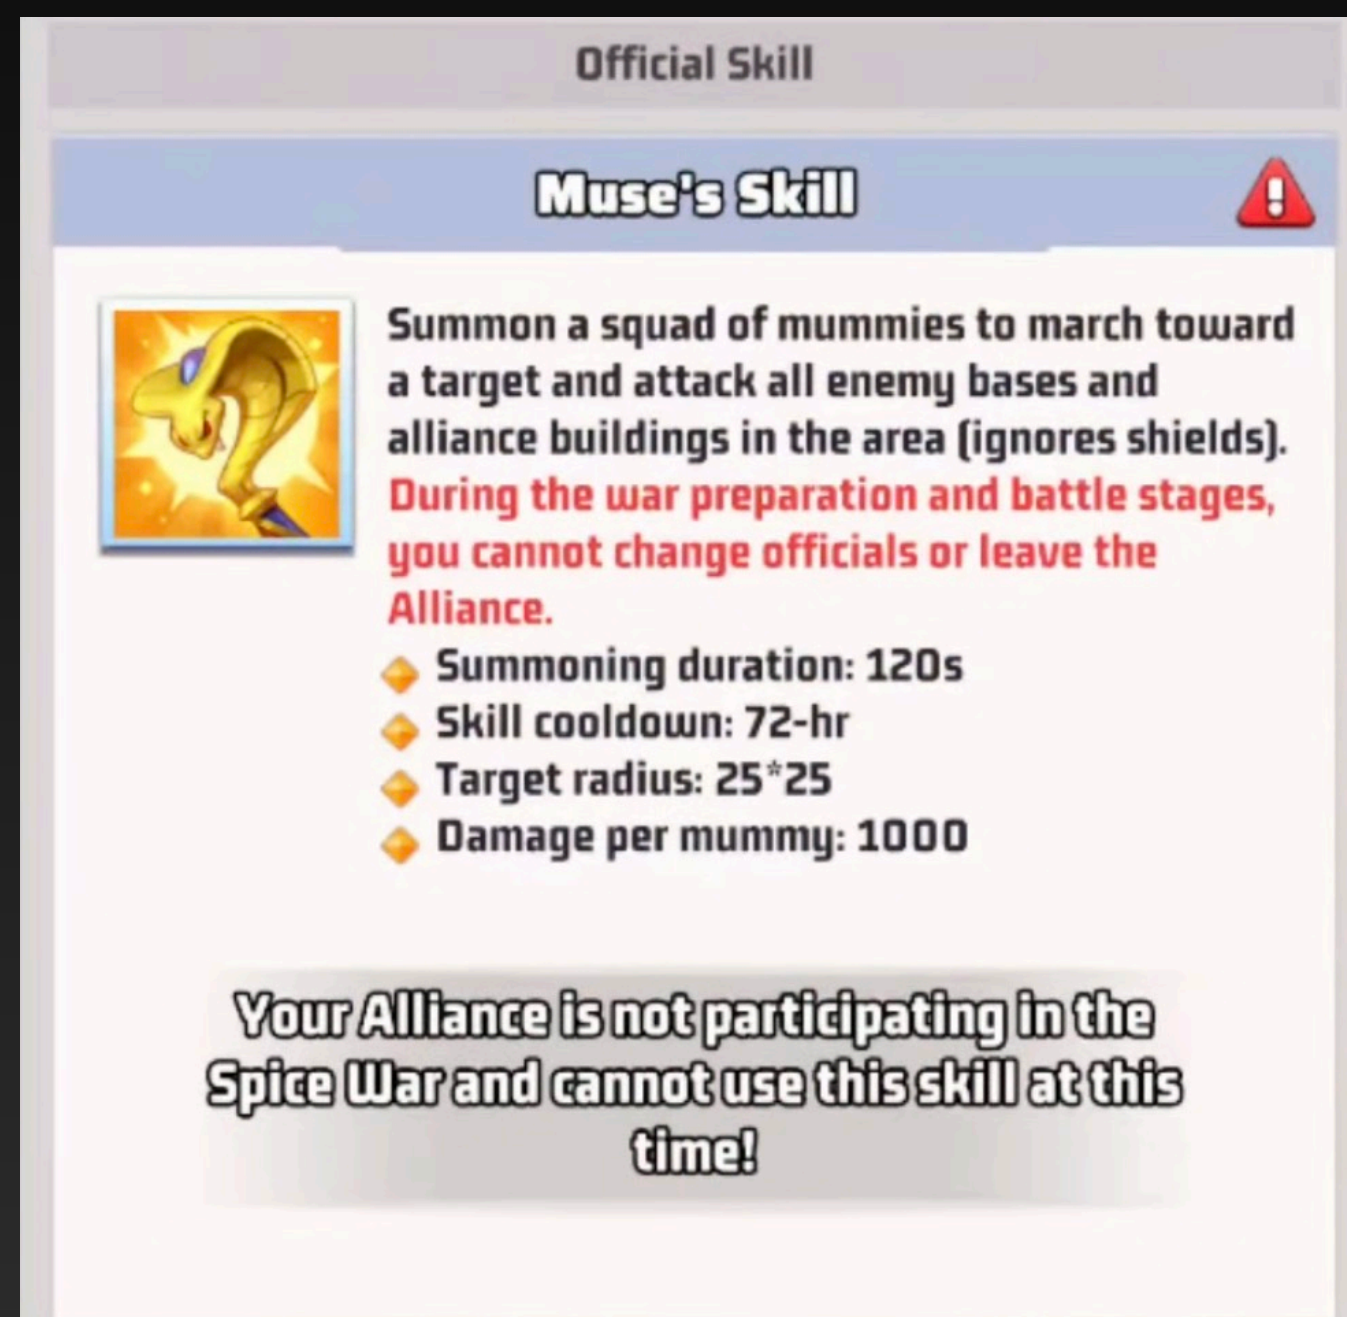 Official Skill
Muse's Skill
Summon a squad of mummies to march toward
a target and attack all enemy bases and
alliance buildings in the area (ignores shields).
During the war preparation and battle stages,
you cannot change officials or leave the
Alliance.
Summoning duration: 120s
Skill cooldown: 72-hr
Target radius: 25*25
Damage per mummy: 1000
Your Alliance is not participating in the
Spice War and cannot use this skill at this
time!